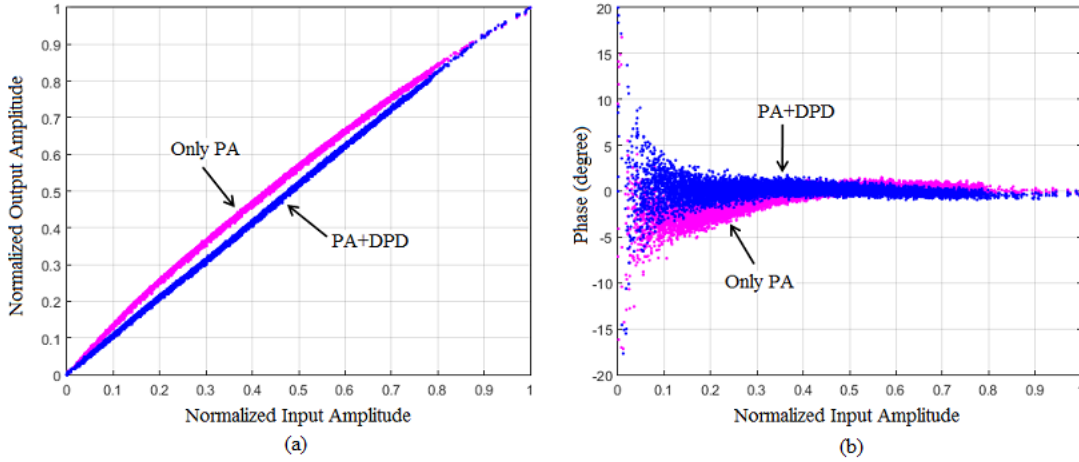 1
0.9
0.8
0.7
0.6
0.5
0.4
0.3
0.2
0.1
0
Normalized Output Amplitude
Only PA
PA+DPD
0 0.1 0.2 0.3 0.4 0.5 0.6 0.7 0.8 0.9 1
Normalized Input Amplitude
(a)
20
15
10
5
0
-5
-10
-15
-20
Phase (degree)
PA+DPD
Only PA
0 0.1 0.2 0.3 0.4 0.5 0.6 0.7 0.8 0.9
Normalized Input Amplitude
(b)